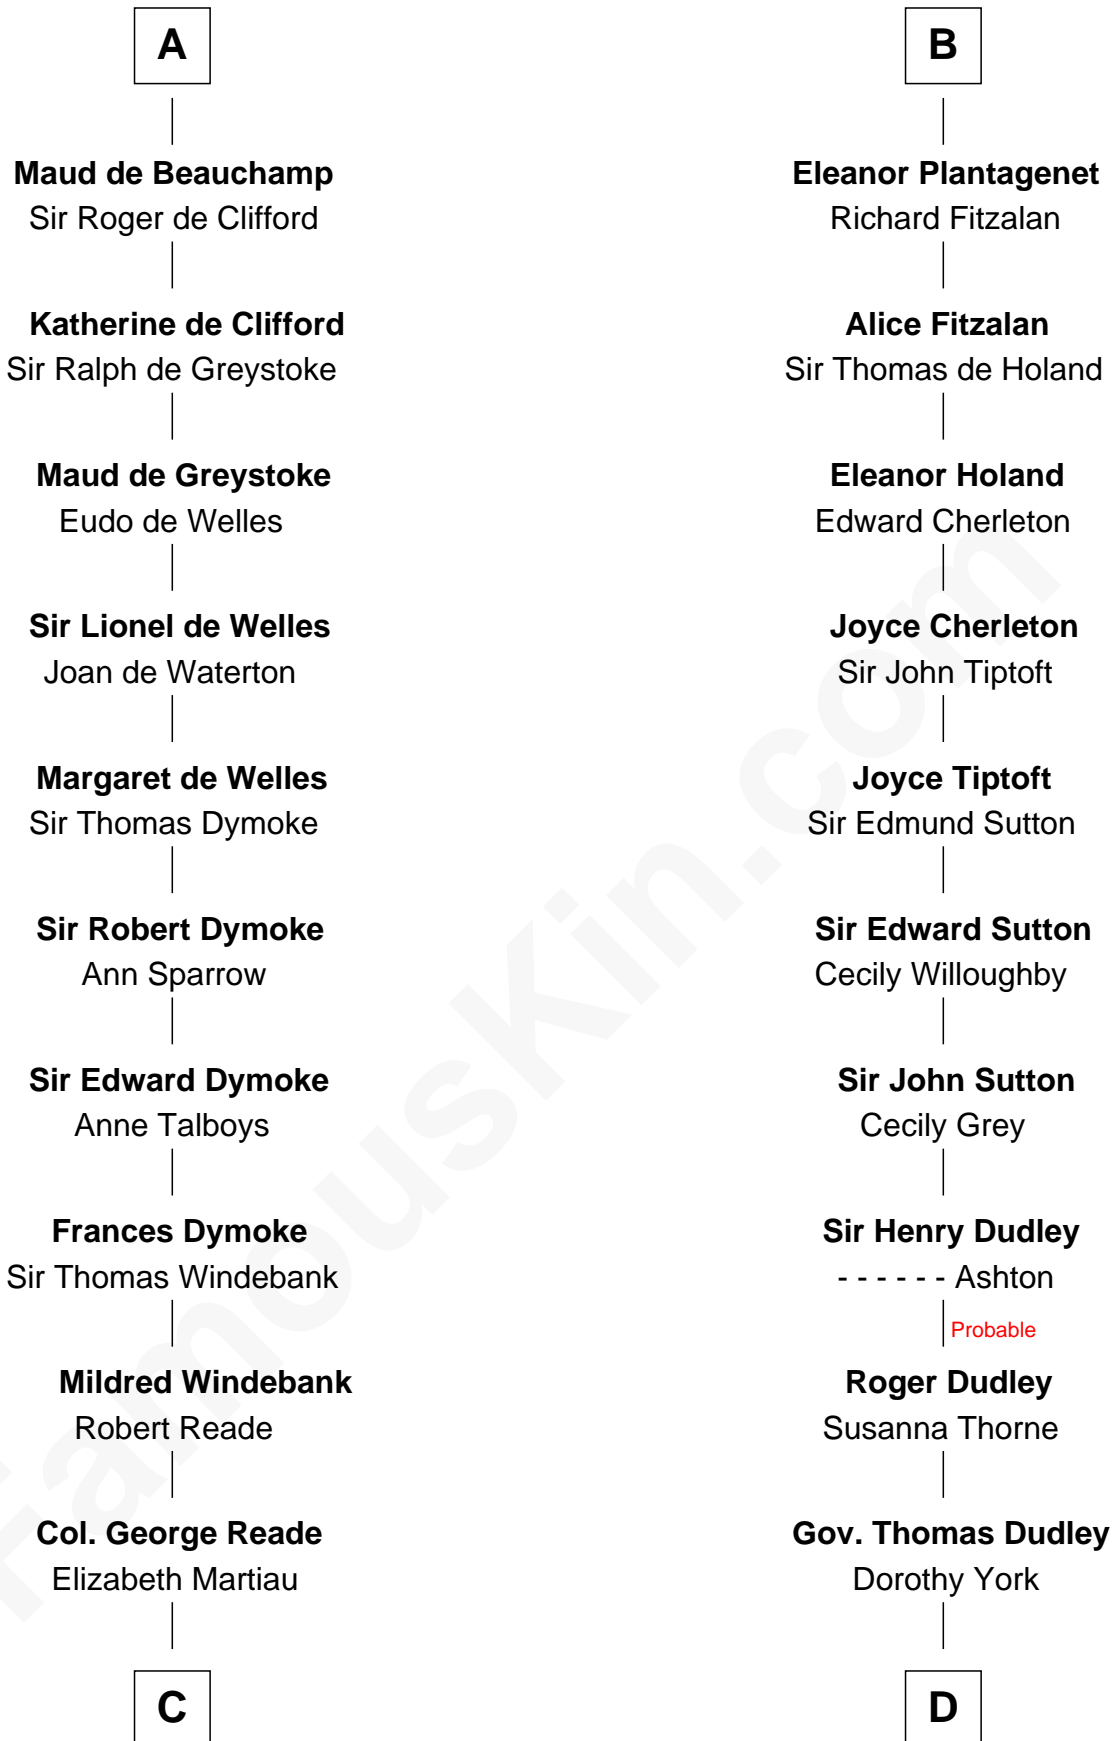 A
Maud de Beauchamp
Sir Roger de Clifford
Katherine de Clifford
Sir Ralph de Greystoke
Maud de Greystoke
Eudo de Welles
Sir Lionel de Welles
Joan de Waterton
Margaret de Welles
Sir Thomas Dymoke
Sir Robert Dymoke
Ann Sparrow
Sir Edward Dymoke
Anne Talboys
Frances Dymoke
Sir Thomas Windebank
Mildred Windebank
Robert Reade
Col. George Reade
Elizabeth Martiau
C
B
Eleanor Plantagenet
Richard Fitzalan
Alice Fitzalan
Sir Thomas de Holand
Eleanor Holand
Edward Cherleton
Joyce Cherleton
Sir John Tiptoft
Joyce Tiptoft
Sir Edmund Sutton
Sir Edward Sutton
Cecily Willoughby
Sir John Sutton
Cecily Grey
Sir Henry Dudley
- - - - - - Ashton
Probable
Roger Dudley
Susanna Thorne
Gov. Thomas Dudley
Dorothy York
D
FamousKin.com